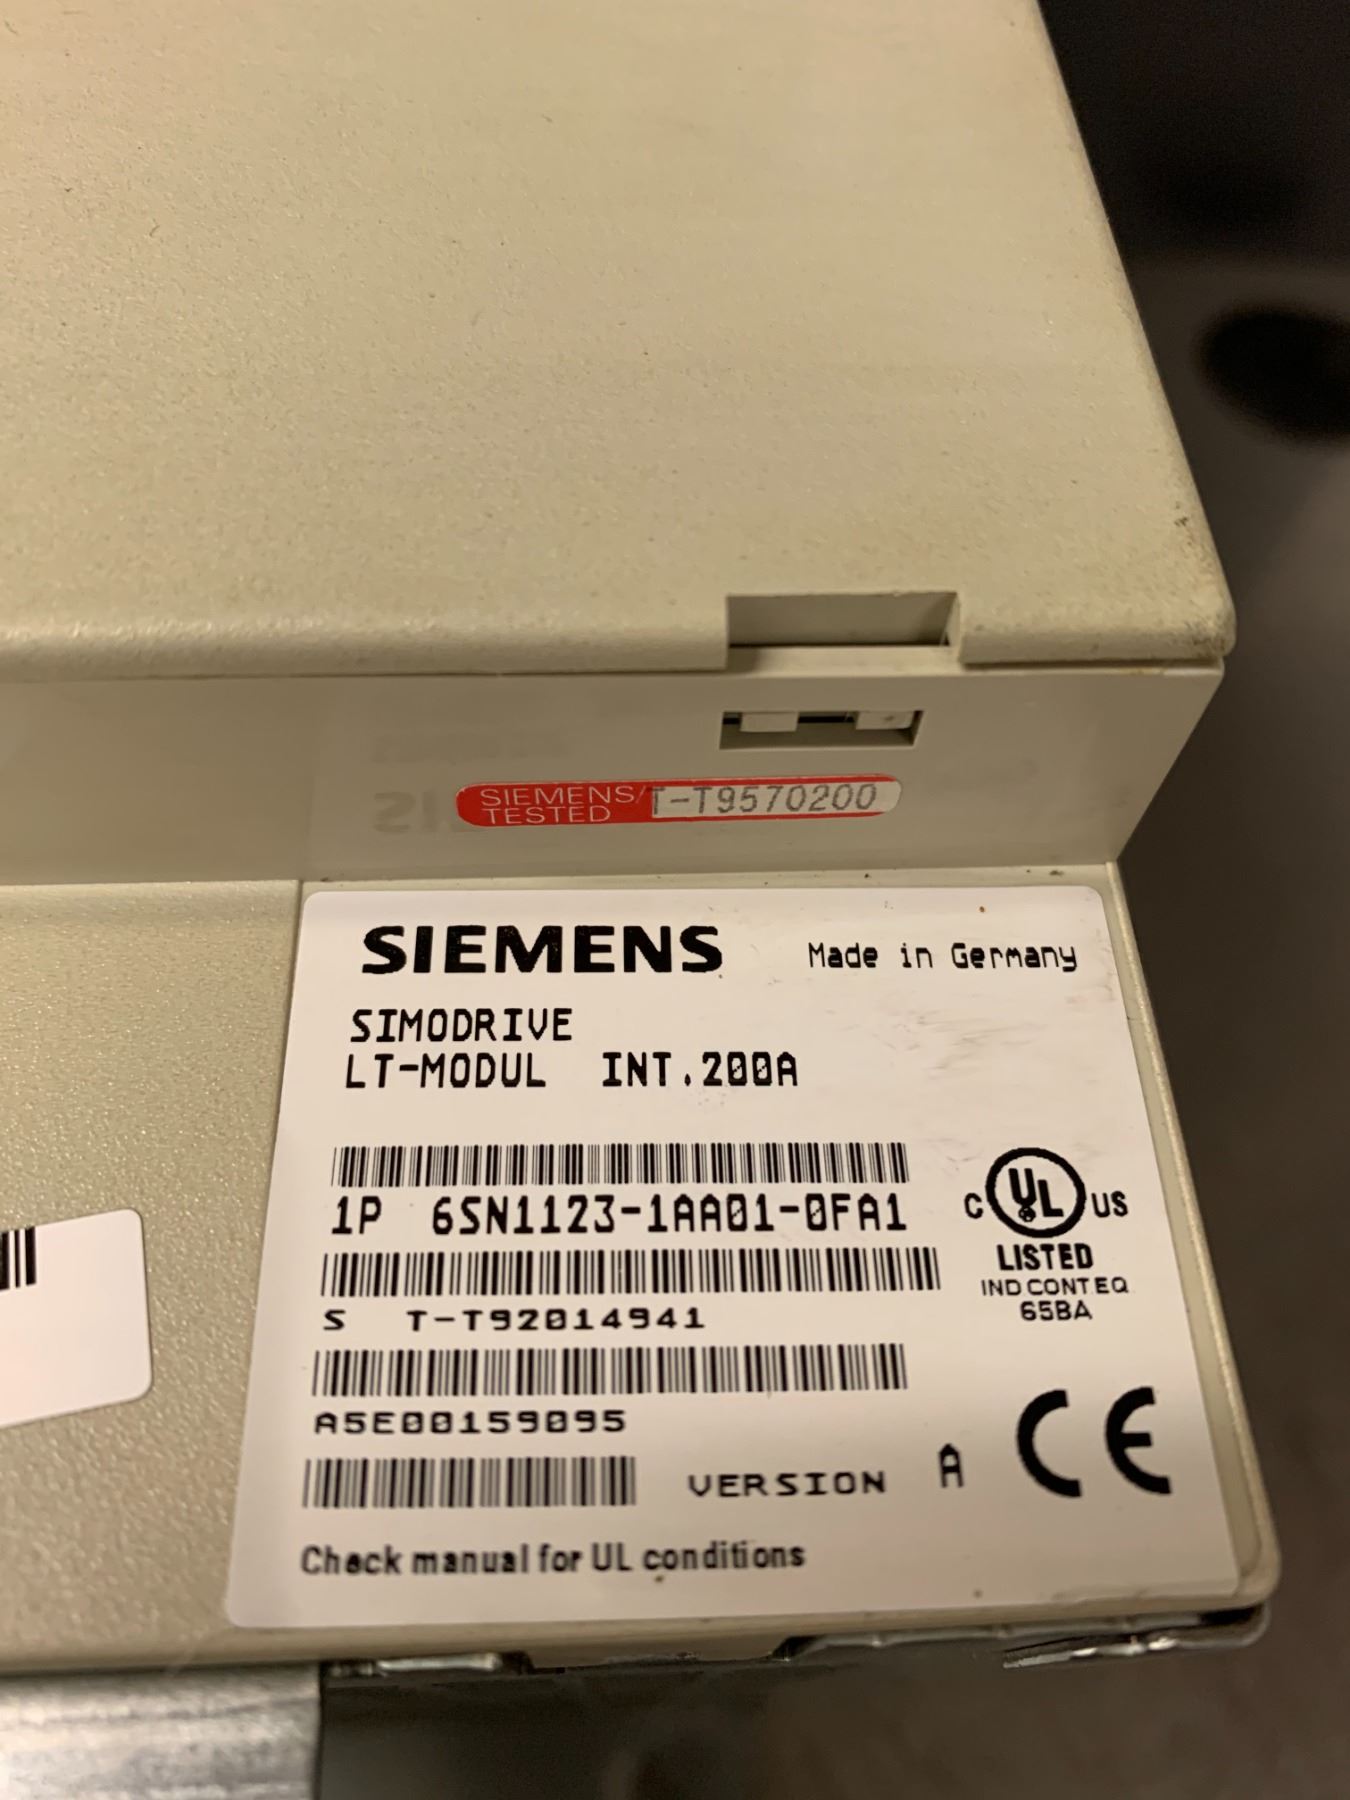 SIEMENS/
TESTED
T-T9570200
SIEMENS Made in Germany
SIMODRIVE
LT-MODUL INT.200A
1P 6SN1123-1AA01-0FA1
C UL US
LISTED
IND CONT EQ
65BA
S T-T92014941
A5E00159095
VERSION A CE
Check manual for UL conditions